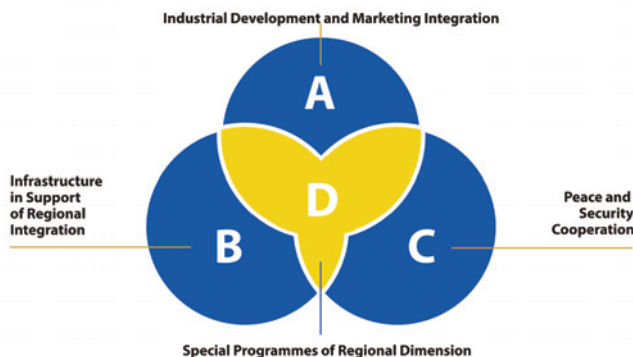 Industrial Development and Marketing Integration
A
Infrastructure
in Support
of Regional
Integration
D
Peace and
Security
Cooperation
B
C
Special Programmes of Regional Dimension